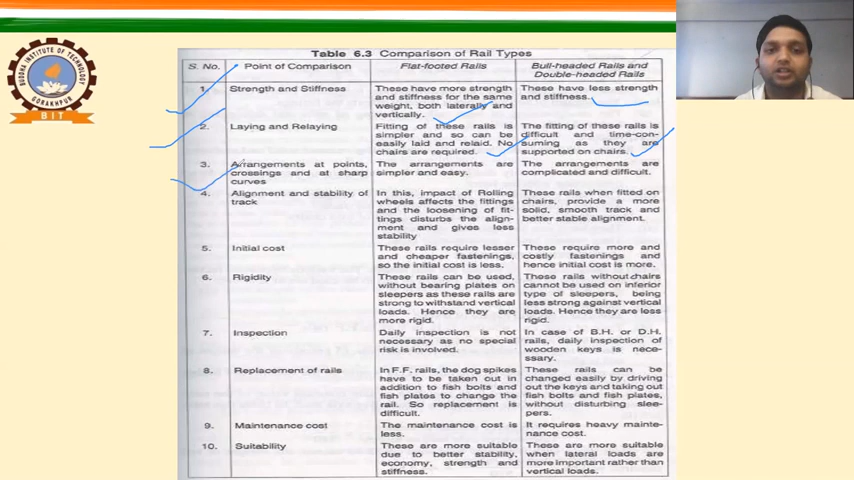 BUDDHA INSTITUTE OF TECHNOLOGY
GORAKHPUR
BIT
Table 6.3 Comparison of Rail Types
S. No. Point of Comparison Flat-footed Rails Bull-headed Rails and
Double-headed Rails
1. Strength and Stiffness These have more strength These have less strength
and stiffness for the same and stiffness.
weight, both laterally and
vertically.
2. Laying and Relaying Fitting of these rails is The fitting of these rails is
simpler and so can be difficult and time-con-
easily laid and relaid. No suming as they are
chairs are required. supported on chairs.
3. Arrangements at points, The arrangements are The arrangements are
crossings and at sharp simpler and easy. complicated and difficult.
curves
4. Alignment and stability of In this, impact of Rolling These rails when fitted on
track wheels affects the fittings chairs, provide a more
and the loosening of fit- solid, smooth track and
tings disturbs the align- better stable alignment.
ment and gives less
stability
5. Initial cost These rails require lesser These require more and
and cheaper fastenings, costly fastenings and
so the initial cost is less. hence initial cost is more.
6. Rigidity These rails can be used, These rails without chairs
without bearing plates on cannot be used on inferior
sleepers as these rails are type of sleepers, being
strong to withstand vertical less strong against vertical
loads. Hence they are loads. Hence they are less
more rigid. rigid.
7. Inspection Daily inspection is not In case of B.H. or D.H.
necessary as no special rails, daily inspection of
risk is involved. wooden keys is nece-
ssary.
8. Replacement of rails In F.F. rails, the dog spikes These rails can be
have to be taken out in changed easily by driving
addition to fish bolts and out the keys and taking out
fish plates to change the fish bolts and fish plates,
rail. So replacement is without disturbing slee-
difficult. pers.
9. Maintenance cost The maintenance cost is It requires heavy mainte-
less. nance cost.
10. Suitability These are more suitable These are more suitable
due to better stability, when lateral loads are
economy, strength and more important rather than
stiffness. vertical loads.